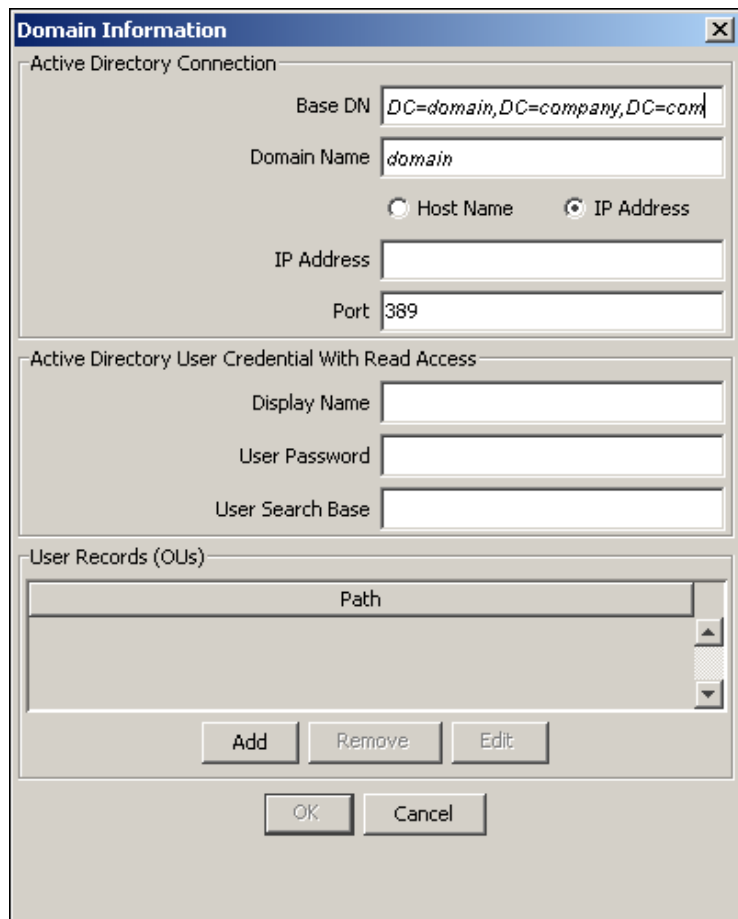 Domain Information
Active Directory Connection
Base DN DC=domain,DC=company,DC=com
Domain Name domain
Host Name IP Address
IP Address
Port 389
Active Directory User Credential With Read Access
Display Name
User Password
User Search Base
User Records (OUs)
Path
Add Remove Edit
OK Cancel